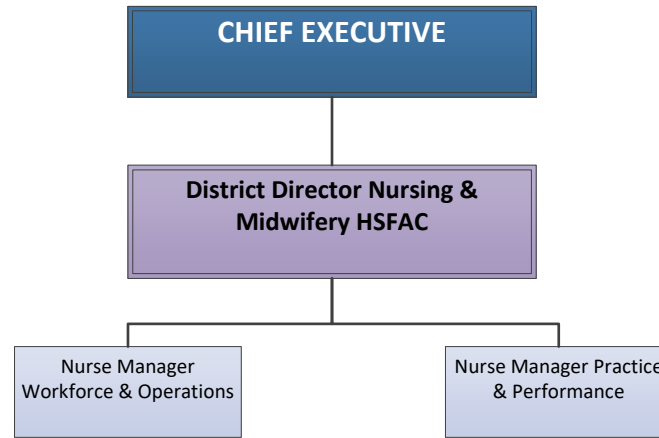 CHIEF EXECUTIVE
District Director Nursing &
Midwifery HSFAC
Nurse Manager
Workforce & Operations
Nurse Manager Practice
& Performance